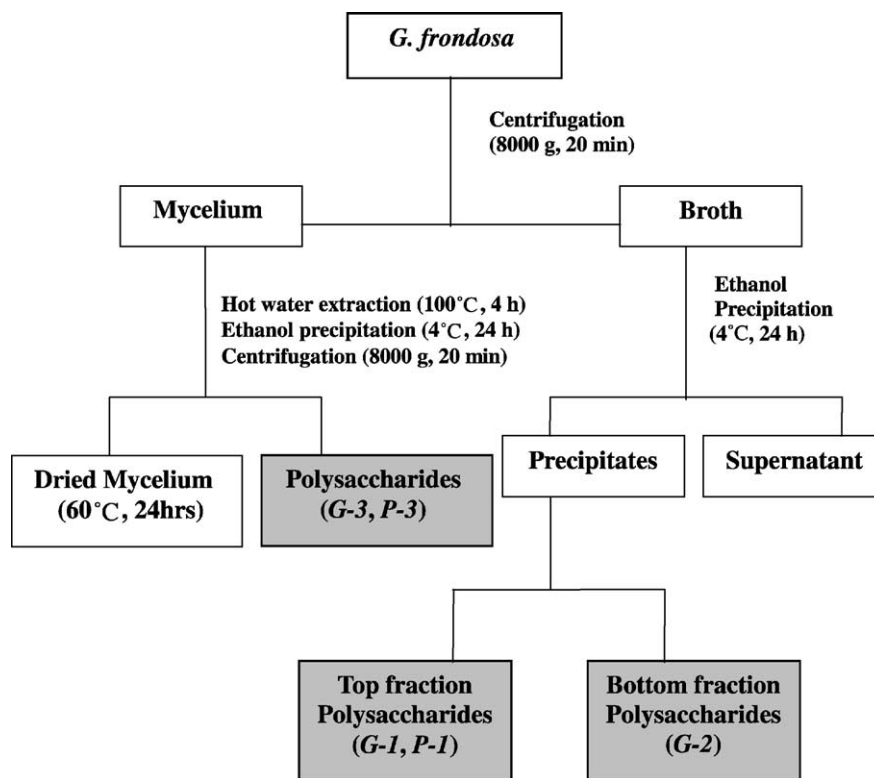 G. frondosa
Centrifugation
(8000 g, 20 min)
Mycelium
Broth
Hot water extraction (100°C, 4 h)
Ethanol precipitation (4°C, 24 h)
Centrifugation (8000 g, 20 min)
Ethanol
Precipitation
(4°C, 24 h)
Dried Mycelium
(60°C, 24hrs)
Polysaccharides
(G-3, P-3)
Precipitates
Supernatant
Top fraction
Polysaccharides
(G-1, P-1)
Bottom fraction
Polysaccharides
(G-2)